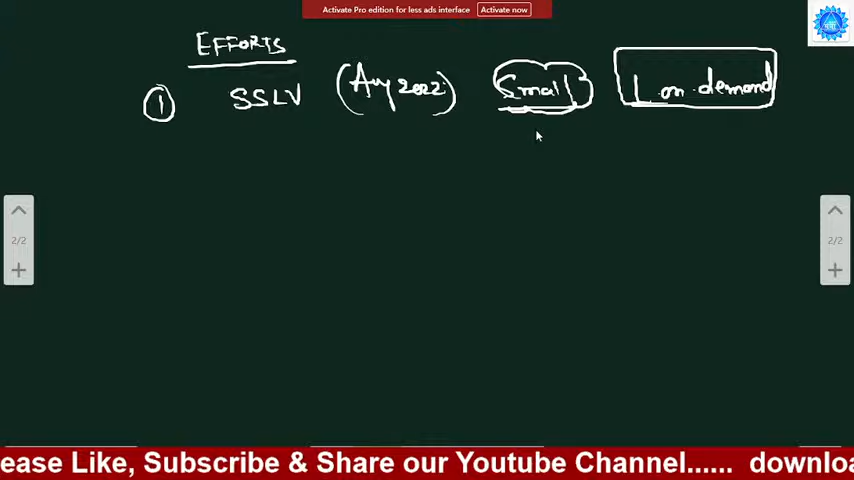 Activate Pro edition for less ads interface Activate now
EFFORTS
① SSLV (Aug 2022) Small L on demand
2/2 2/2
ease Like, Subscribe & Share our Youtube Channel...... downloa